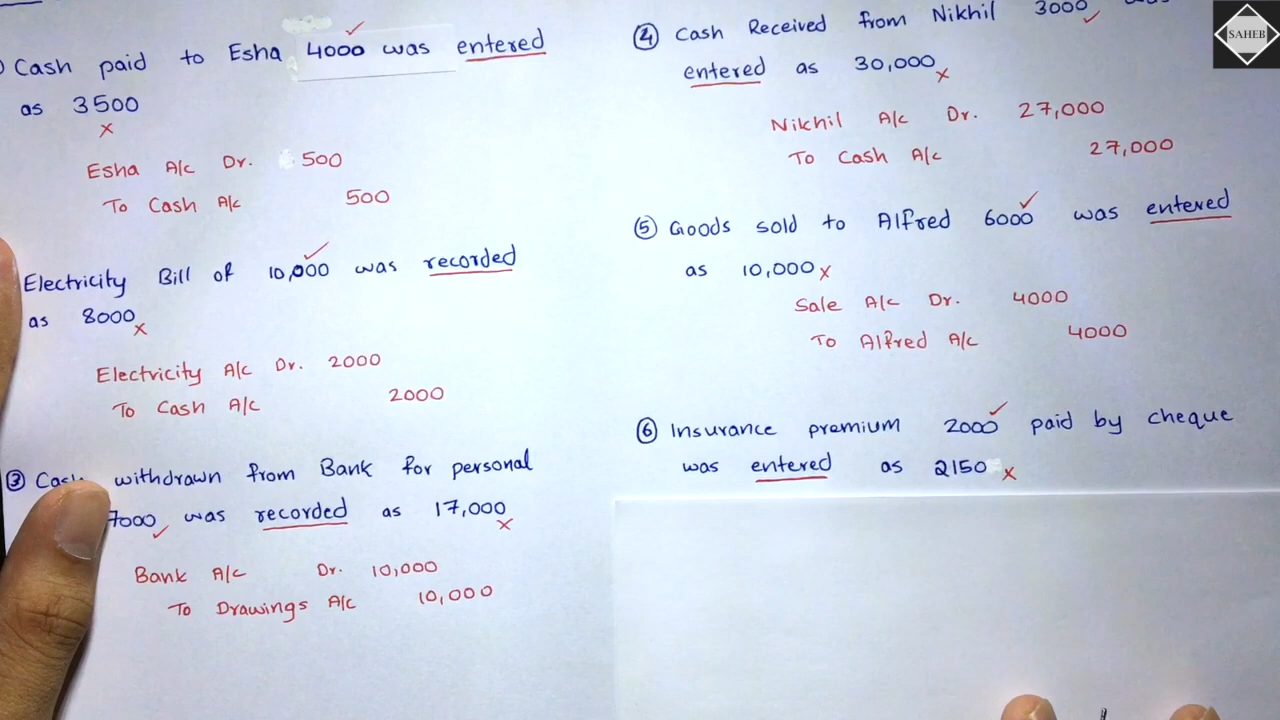 Cash paid to Esha 4000 was entered
as 3500
x
Esha A/c Dr. 500
To Cash A/c 500
Electricity Bill of 10,000 was recorded
as 8000 x
Electricity A/c Dr. 2000
To Cash A/c 2000
③ Cash withdrawn from Bank for personal
7000 was recorded as 17,000
x
Bank A/c Dr. 10,000
To Drawings A/c 10,000
④ Cash Received from Nikhil 3000
entered as 30,000 x
Nikhil A/c Dr. 27,000
To Cash A/c 27,000
⑤ Goods sold to Alfred 6000 was entered
as 10,000 x
Sale A/c Dr. 4000
To Alfred A/c 4000
⑥ Insurance premium 2000 paid by cheque
was entered as 2150 x
SAHEB